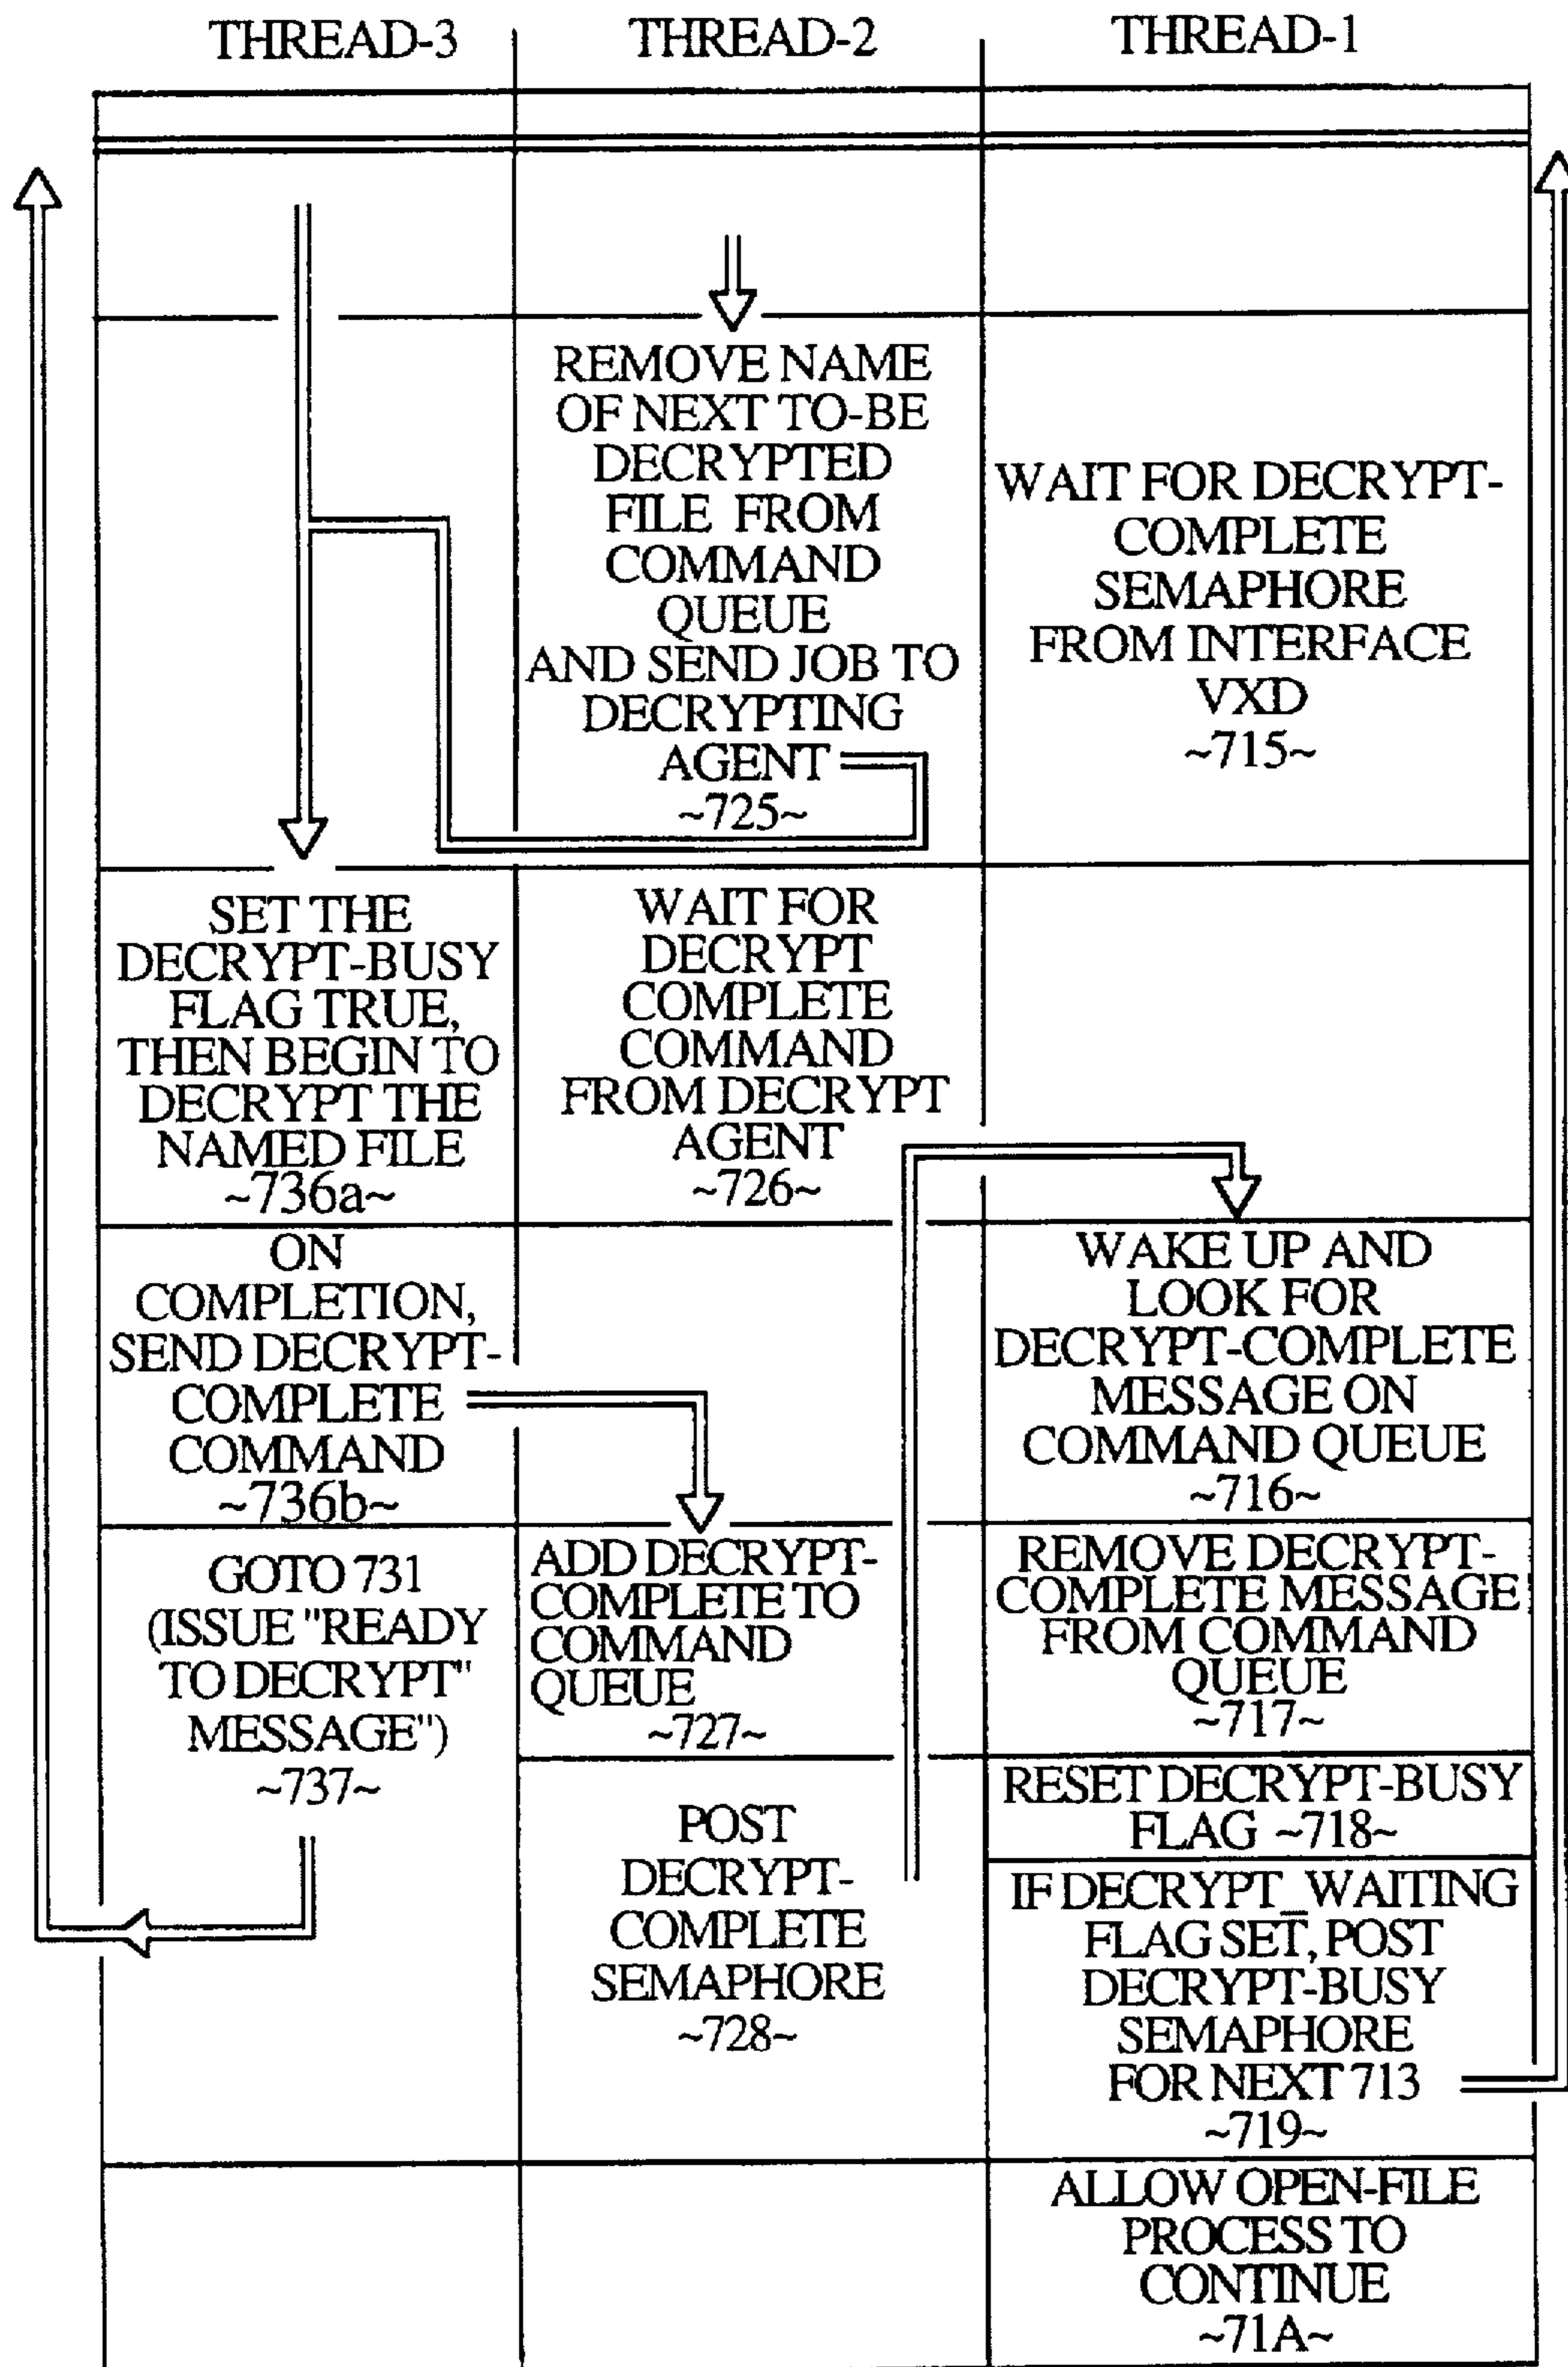 THREAD-3
THREAD-2
THREAD-1
REMOVE NAME
OF NEXT TO-BE
DECRYPTED
FILE FROM
COMMAND
QUEUE
AND SEND JOB TO
DECRYPTING
AGENT
~725~
WAIT FOR DECRYPT-
COMPLETE
SEMAPHORE
FROM INTERFACE
VXD
~715~
SET THE
DECRYPT-BUSY
FLAG TRUE,
THEN BEGIN TO
DECRYPT THE
NAMED FILE
~736a~
WAIT FOR
DECRYPT
COMPLETE
COMMAND
FROM DECRYPT
AGENT
~726~
ON
COMPLETION,
SEND DECRYPT-
COMPLETE
COMMAND
~736b~
WAKE UP AND
LOOK FOR
DECRYPT-COMPLETE
MESSAGE ON
COMMAND QUEUE
~716~
GOTO 731
(ISSUE "READY
TO DECRYPT"
MESSAGE")
~737~
ADD DECRYPT-
COMPLETE TO
COMMAND
QUEUE
~727~
REMOVE DECRYPT-
COMPLETE MESSAGE
FROM COMMAND
QUEUE
~717~
POST
DECRYPT-
COMPLETE
SEMAPHORE
~728~
RESET DECRYPT-BUSY
FLAG ~718~
IF DECRYPT_WAITING
FLAG SET, POST
DECRYPT-BUSY
SEMAPHORE
FOR NEXT 713
~719~
ALLOW OPEN-FILE
PROCESS TO
CONTINUE
~71A~